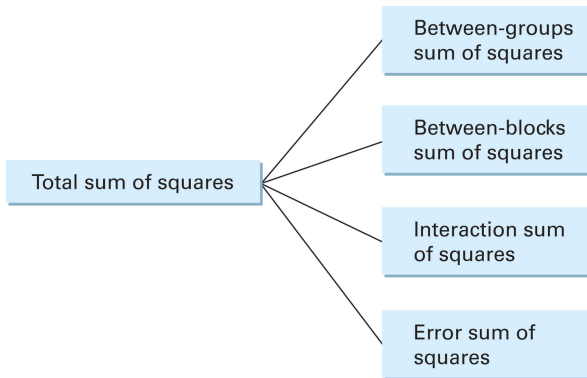 Between-groups
sum of squares
Between-blocks
sum of squares
Total sum of squares
Interaction sum
of squares
Error sum of
squares